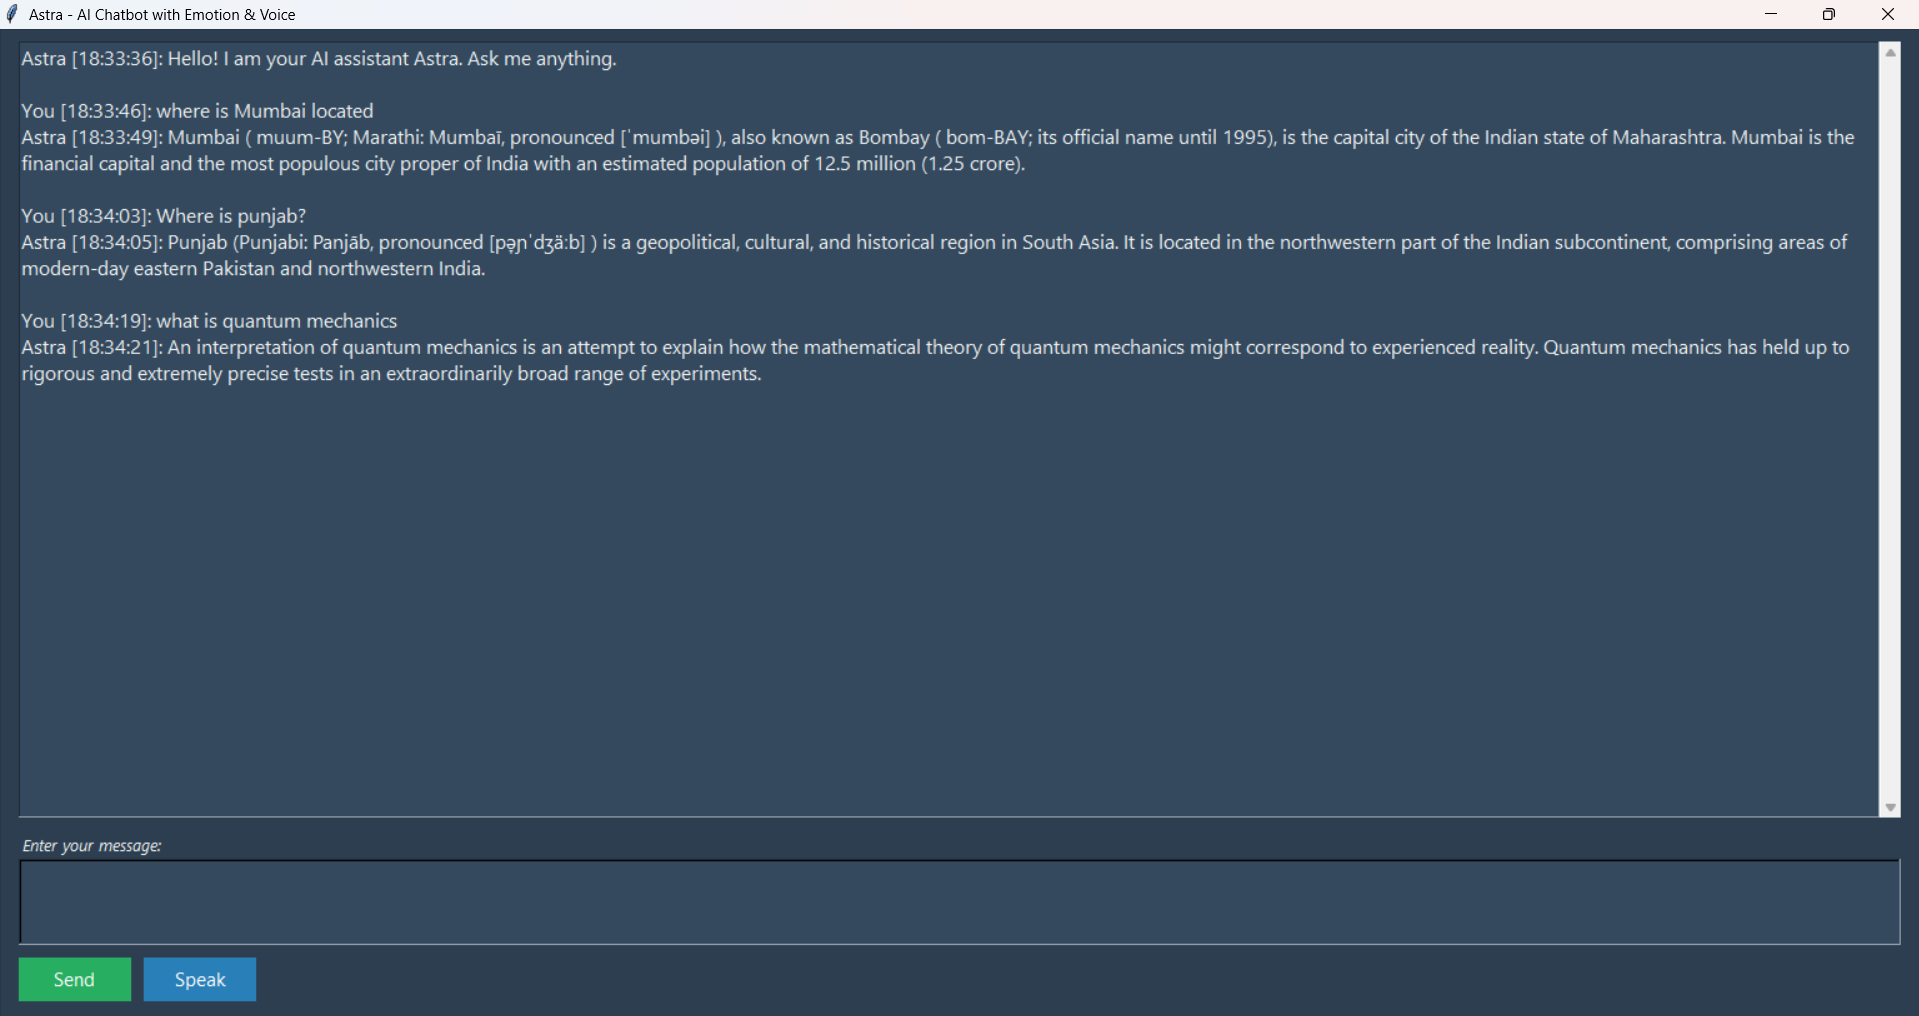 Astra - AI Chatbot with Emotion & Voice
Astra [18:33:36]: Hello! I am your AI assistant Astra. Ask me anything.
You [18:33:46]: where is Mumbai located
Astra [18:33:49]: Mumbai ( muum-BY; Marathi: Mumbaī, pronounced [ˈmumbəi] ), also known as Bombay ( bom-BAY; its official name until 1995), is the capital city of the Indian state of Maharashtra. Mumbai is the
financial capital and the most populous city proper of India with an estimated population of 12.5 million (1.25 crore).
You [18:34:03]: Where is punjab?
Astra [18:34:05]: Punjab (Punjabi: Panjāb, pronounced [pəɲˈdʒäːb] ) is a geopolitical, cultural, and historical region in South Asia. It is located in the northwestern part of the Indian subcontinent, comprising areas of
modern-day eastern Pakistan and northwestern India.
You [18:34:19]: what is quantum mechanics
Astra [18:34:21]: An interpretation of quantum mechanics is an attempt to explain how the mathematical theory of quantum mechanics might correspond to experienced reality. Quantum mechanics has held up to
rigorous and extremely precise tests in an extraordinarily broad range of experiments.
Enter your message:
Send
Speak